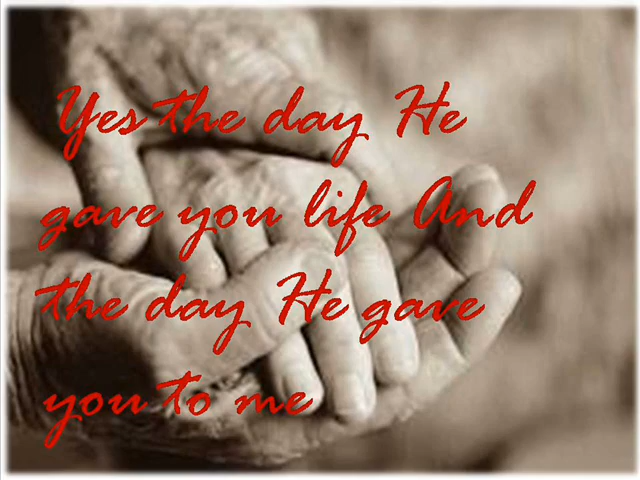 Yes the day He
gave you life And
the day He gave
you to me